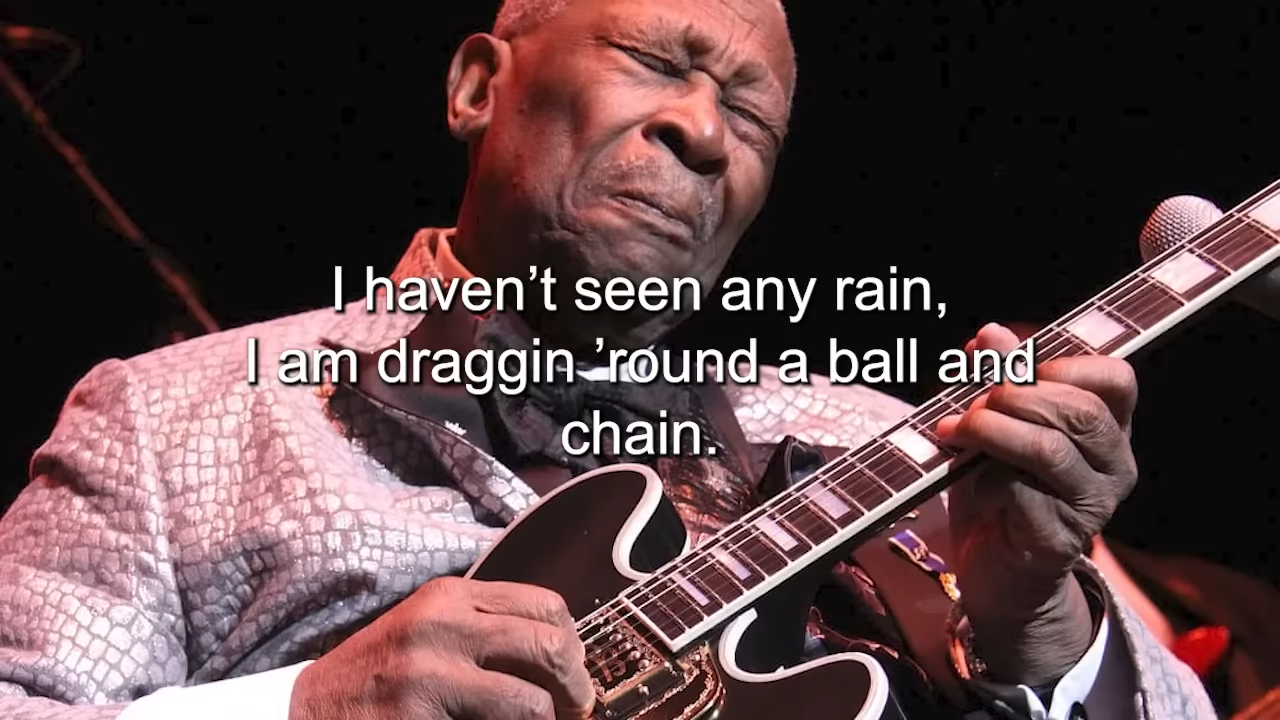 I haven’t seen any rain,
I am draggin ’round a ball and
chain.